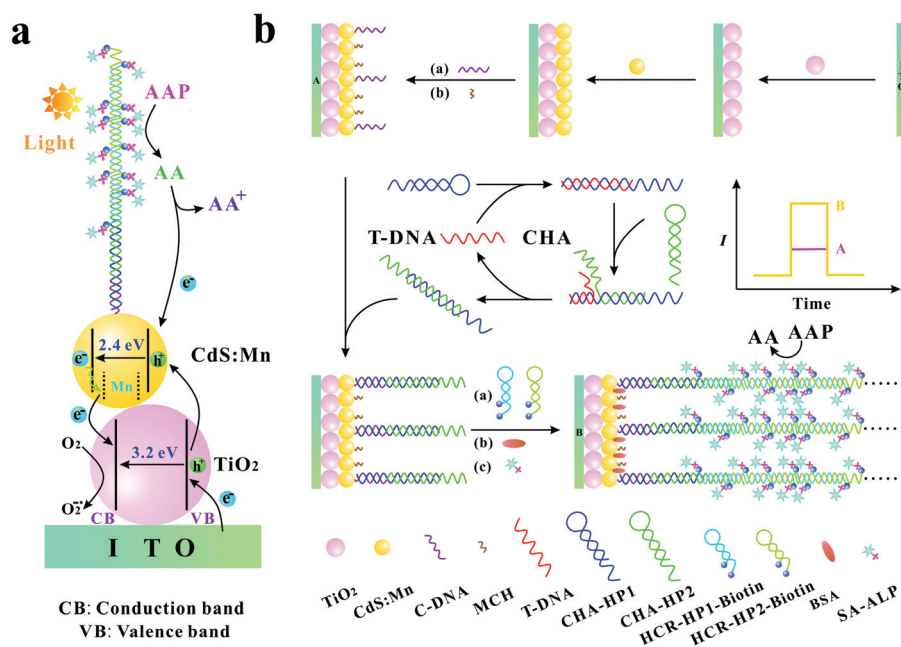 a
AAP
Light
AA
AA+
e-
2.4 eV
e-
h+
CdS:Mn
Mn
e-
O2
3.2 eV
h+
TiO2
e-
O2-•
CB
VB
I T O
CB: Conduction band
VB: Valence band
b
A
(a)
(b)
T-DNA
CHA
I
B
A
Time
AA
AAP
(a)
(b)
(c)
B
TiO2
CdS:Mn
C-DNA
MCH
T-DNA
CHA-HP1
CHA-HP2
HCR-HP1-Biotin
HCR-HP2-Biotin
BSA
SA-ALP